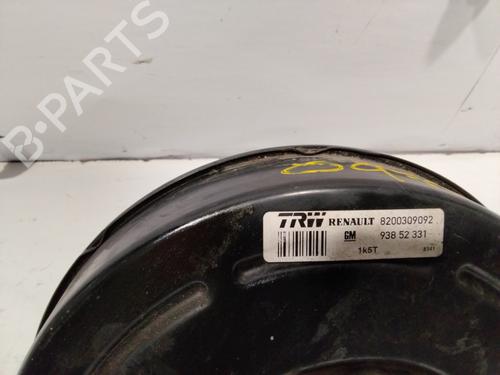 B-PARTS
TRW RENAULT 8200309092
GM 938 52 331
1k5T